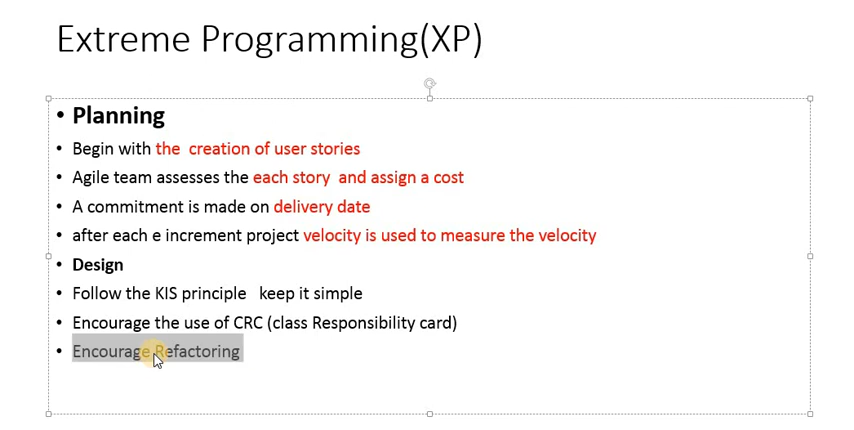 Extreme Programming(XP)
• Planning
• Begin with the creation of user stories
• Agile team assesses the each story and assign a cost
• A commitment is made on delivery date
• after each e increment project velocity is used to measure the velocity
• Design
• Follow the KIS principle keep it simple
• Encourage the use of CRC (class Responsibility card)
• Encourage Refactoring